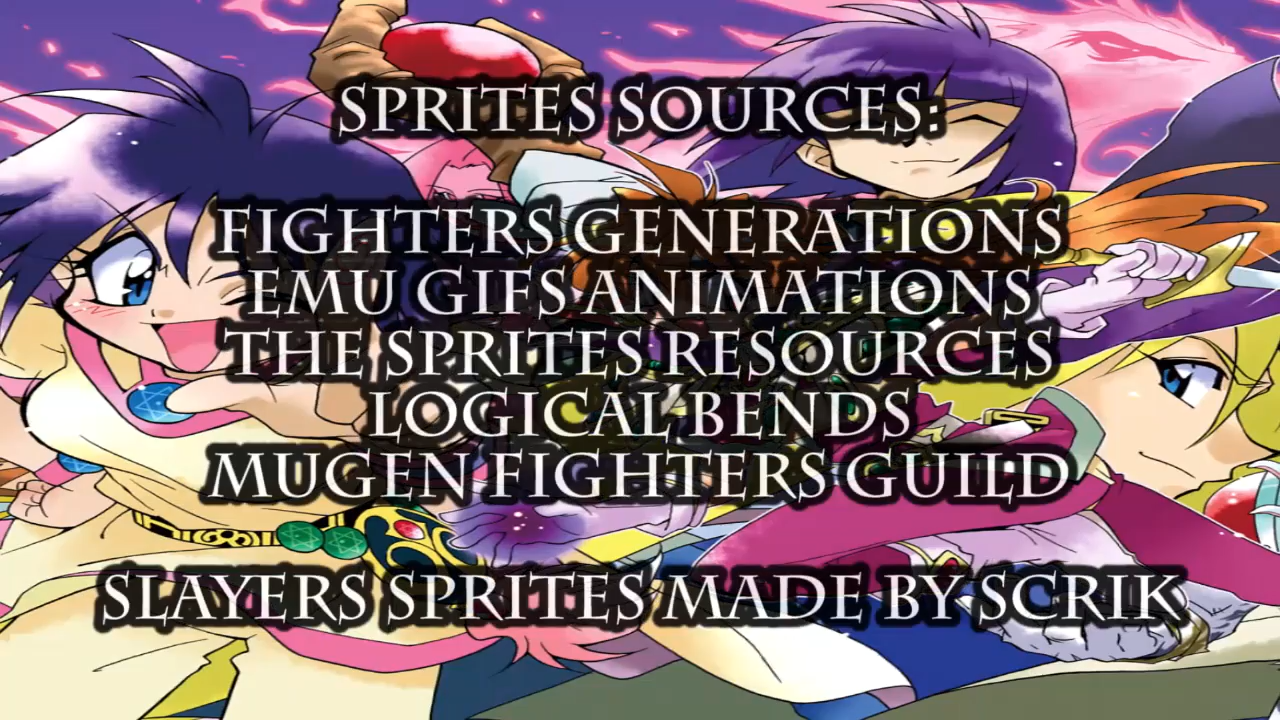 SPRITES SOURCES:
FIGHTERS GENERATIONS
EMU GIFS ANIMATIONS
THE SPRITES RESOURCES
LOGICAL BENDS
MUGEN FIGHTERS GUILD
SLAYERS SPRITES MADE BY SCRIK